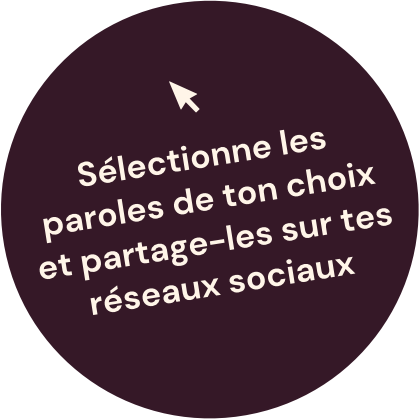 Sélectionne les
paroles de ton choix
et partage-les sur tes
réseaux sociaux